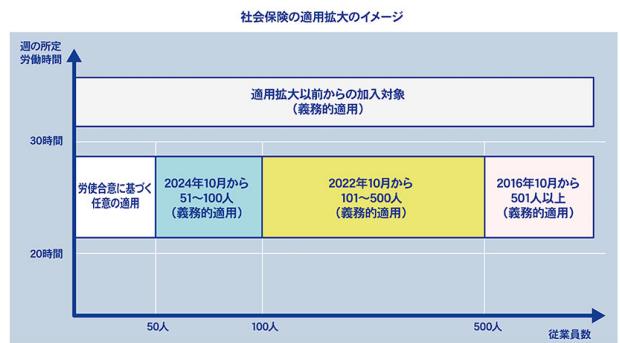 社会保険の適用拡大のイメージ
週の所定
労働時間
適用拡大以前からの加入対象
（義務的適用）
30時間
労使合意に基づく
任意の適用
2024年10月から
51〜100人
（義務的適用）
2022年10月から
101〜500人
（義務的適用）
2016年10月から
501人以上
（義務的適用）
20時間
50人
100人
500人
従業員数